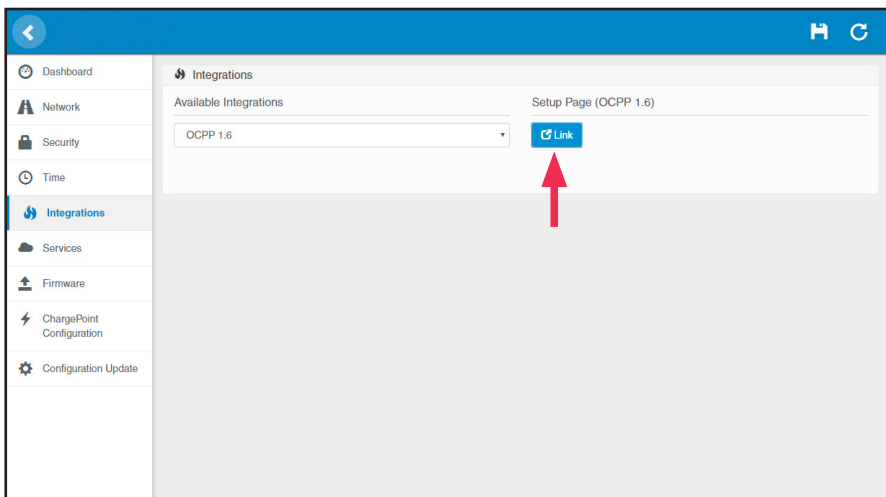 Dashboard
Network
Security
Time
Integrations
Services
Firmware
ChargePoint
Configuration
Configuration Update
Integrations
Available Integrations
OCPP 1.6
Setup Page (OCPP 1.6)
Link